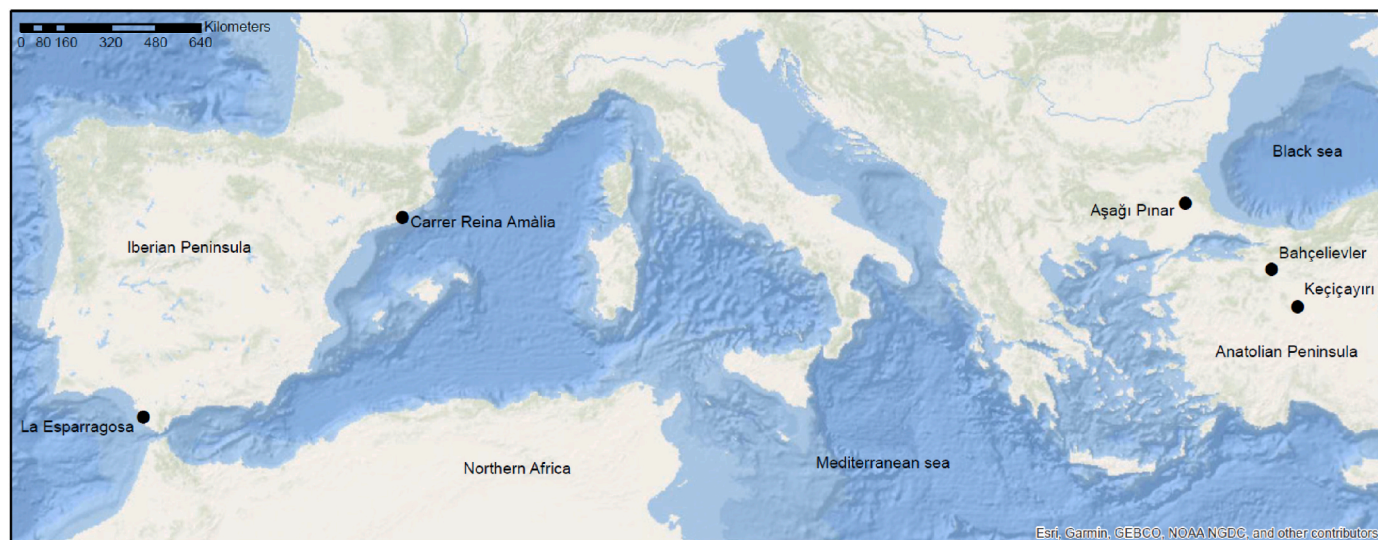 Kilometers
0 80 160 320 480 640
Black sea
Aşağı Pınar
Carrer Reina Amàlia
Iberian Peninsula
Bahçelievler
Keçiçayırı
Anatolian Peninsula
La Esparragosa
Northern Africa
Mediterranean sea
Esri, Garmin, GEBCO, NOAA NGDC, and other contributors